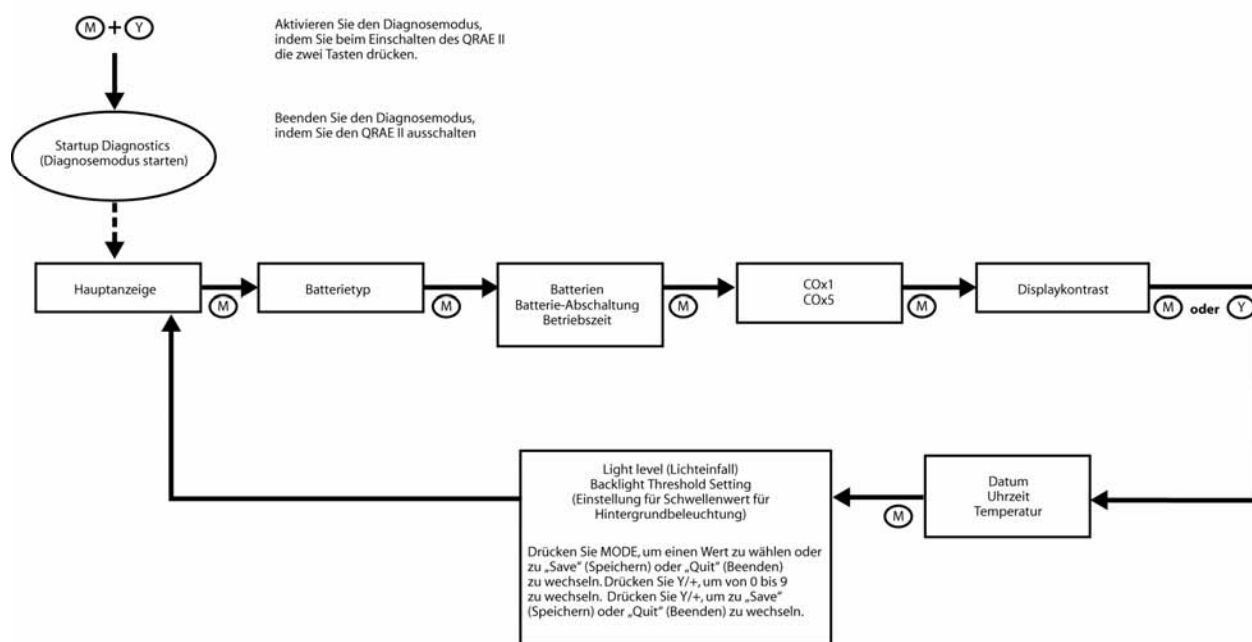 M + Y
Aktivieren Sie den Diagnosemodus,
indem Sie beim Einschalten des QRAE II
die zwei Tasten drücken.
Beenden Sie den Diagnosemodus,
indem Sie den QRAE II ausschalten
Startup Diagnostics
(Diagnosemodus starten)
Hauptanzeige
M
Batterietyp
M
Batterien
Batterie-Abschaltung
Betriebszeit
M
COx1
COx5
M
Displaykontrast
M oder Y
Datum
Uhrzeit
Temperatur
M
Light level (Lichteinfall)
Backlight Threshold Setting
(Einstellung für Schwellenwert für
Hintergrundbeleuchtung)
Drücken Sie MODE, um einen Wert zu wählen oder
zu „Save“ (Speichern) oder „Quit“ (Beenden)
zu wechseln. Drücken Sie Y/+, um von 0 bis 9
zu wechseln. Drücken Sie Y/+, um zu „Save“
(Speichern) oder „Quit“ (Beenden) zu wechseln.